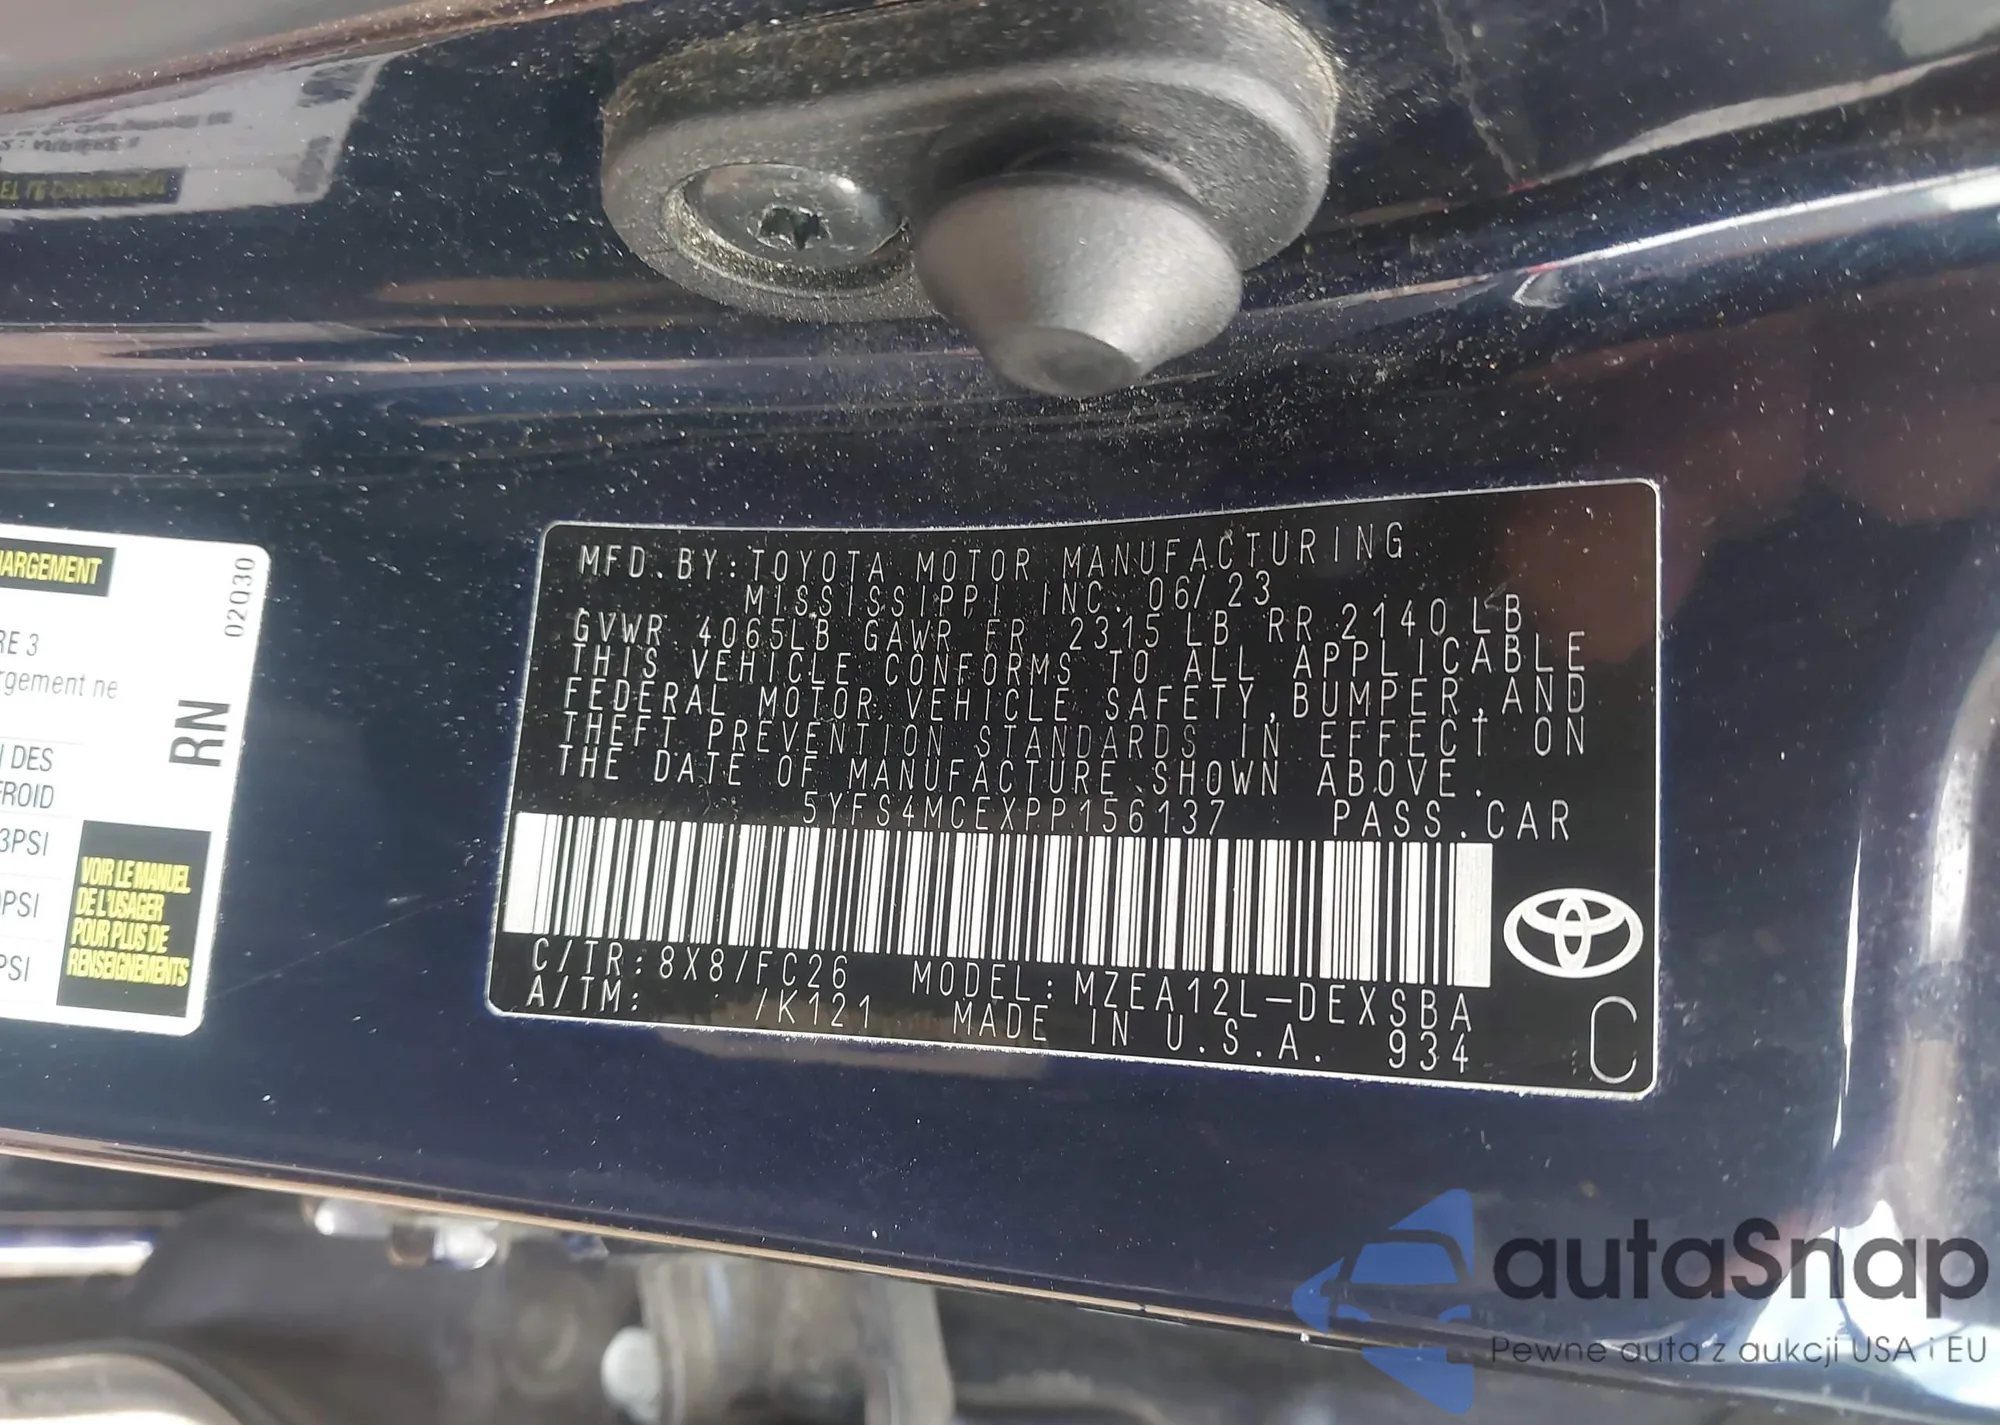 HARGEMENT
02030
RE 3
rgement ne
RN
DES
FROID
3PSI
PSI
PSI
VOIR LE MANUEL
DE L'USAGER
POUR PLUS DE
RENSEIGNEMENTS
MFD. BY: TOYOTA MOTOR MANUFACTURING
MISSISSIPPI INC. 06/23
GVWR 4065LB GAWR FR 2315 LB RR 2140 LB
THIS VEHICLE CONFORMS TO ALL APPLICABLE
FEDERAL MOTOR VEHICLE SAFETY, BUMPER, AND
THEFT PREVENTION STANDARDS IN EFFECT ON
THE DATE OF MANUFACTURE SHOWN ABOVE.
5YFS4MCEXPP156137 PASS. CAR
C/TR: 8X8/FC26 MODEL: MZEA12L-DEXSBA
A/TM: /K121 MADE IN U.S.A. 934
C
autaSnap
Pewne auta z aukcji USA i EU